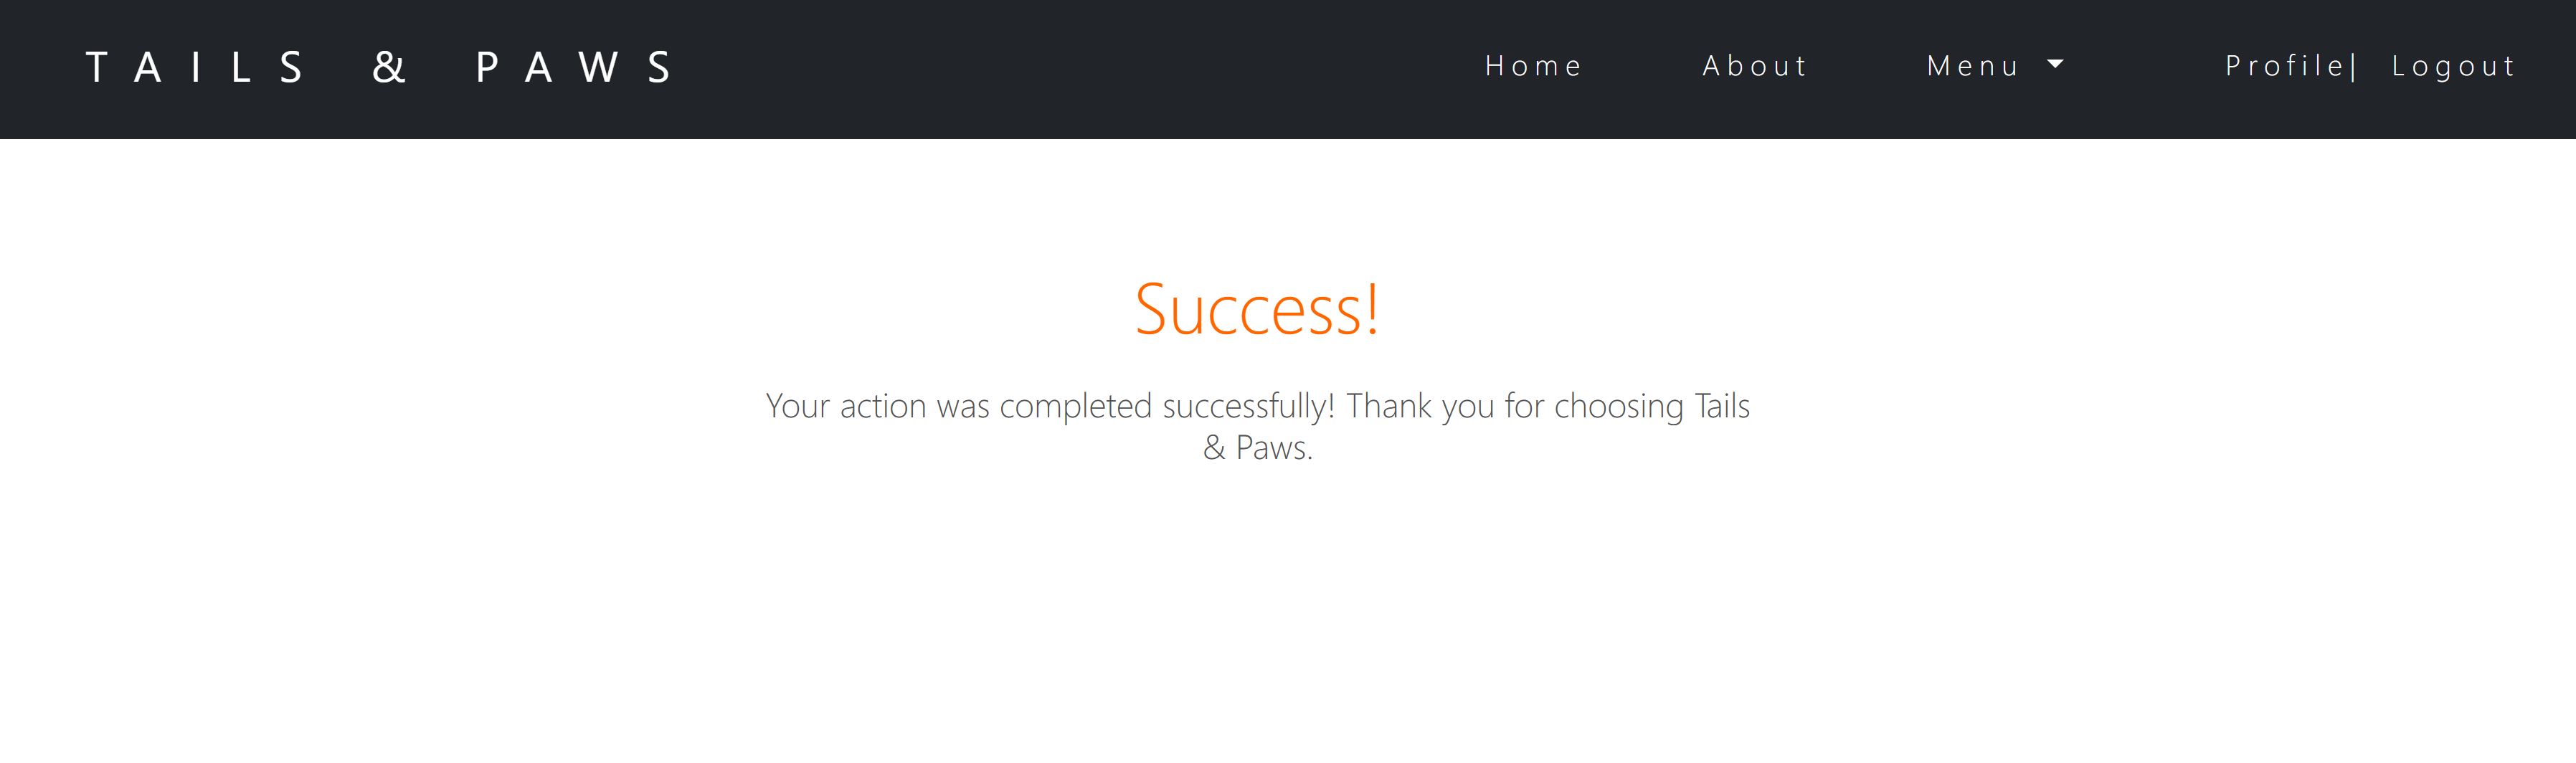 TAILS & PAWS
Home About Menu Profile| Logout
Success!
Your action was completed successfully! Thank you for choosing Tails
& Paws.